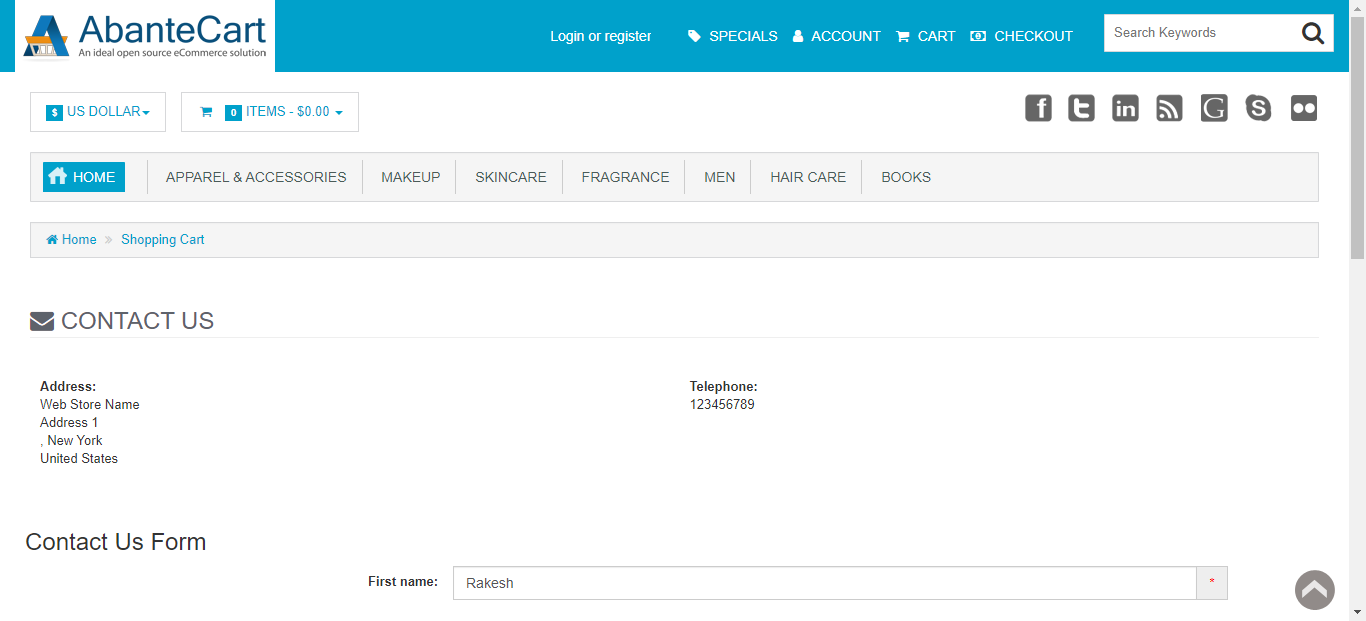 AbanteCart
An ideal open source eCommerce solution
Login or register SPECIALS ACCOUNT CART CHECKOUT Search Keywords
$ US DOLLAR 0 ITEMS - $0.00
HOME APPAREL & ACCESSORIES MAKEUP SKINCARE FRAGRANCE MEN HAIR CARE BOOKS
Home » Shopping Cart
CONTACT US
Address: Telephone:
Web Store Name 123456789
Address 1
, New York
United States
Contact Us Form
First name: Rakesh *